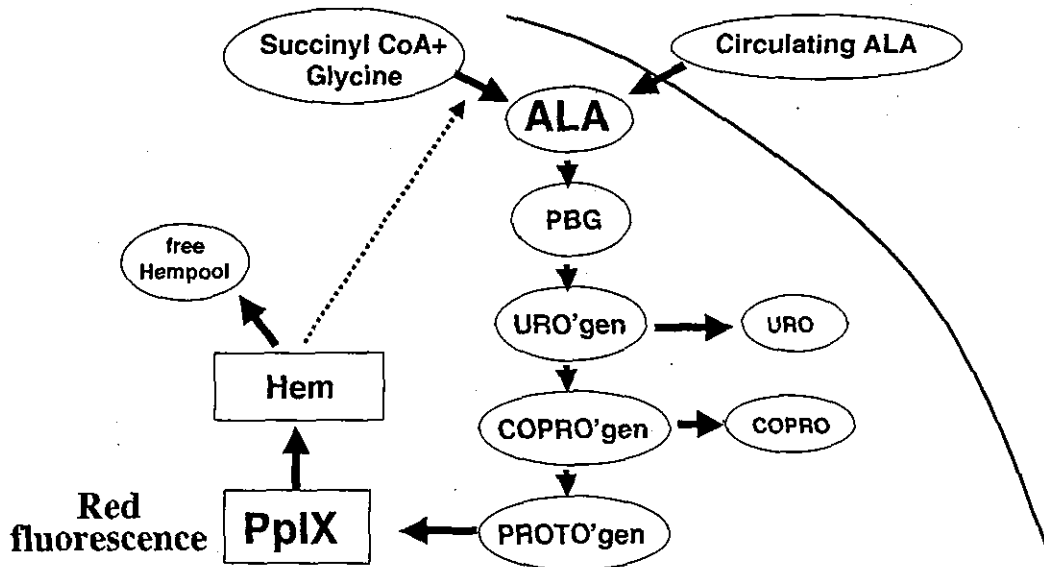 Succinyl CoA+
Glycine
Circulating ALA
ALA
PBG
free
Hempool
URO'gen
URO
Hem
COPRO'gen
COPRO
Red
fluorescence
PpIX
PROTO'gen